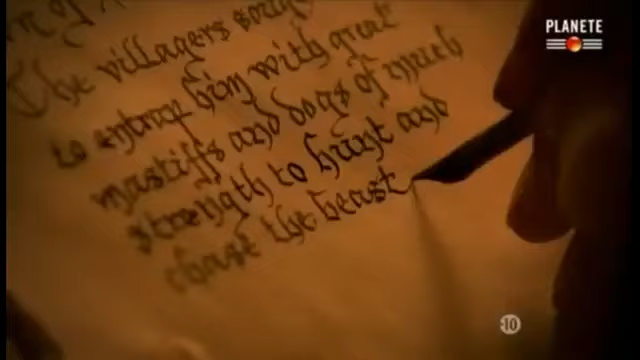 The villagers
to entrap him with great
mastiffs and dogs of much
strength to hunt and
chase the beast
PLANETE
-10